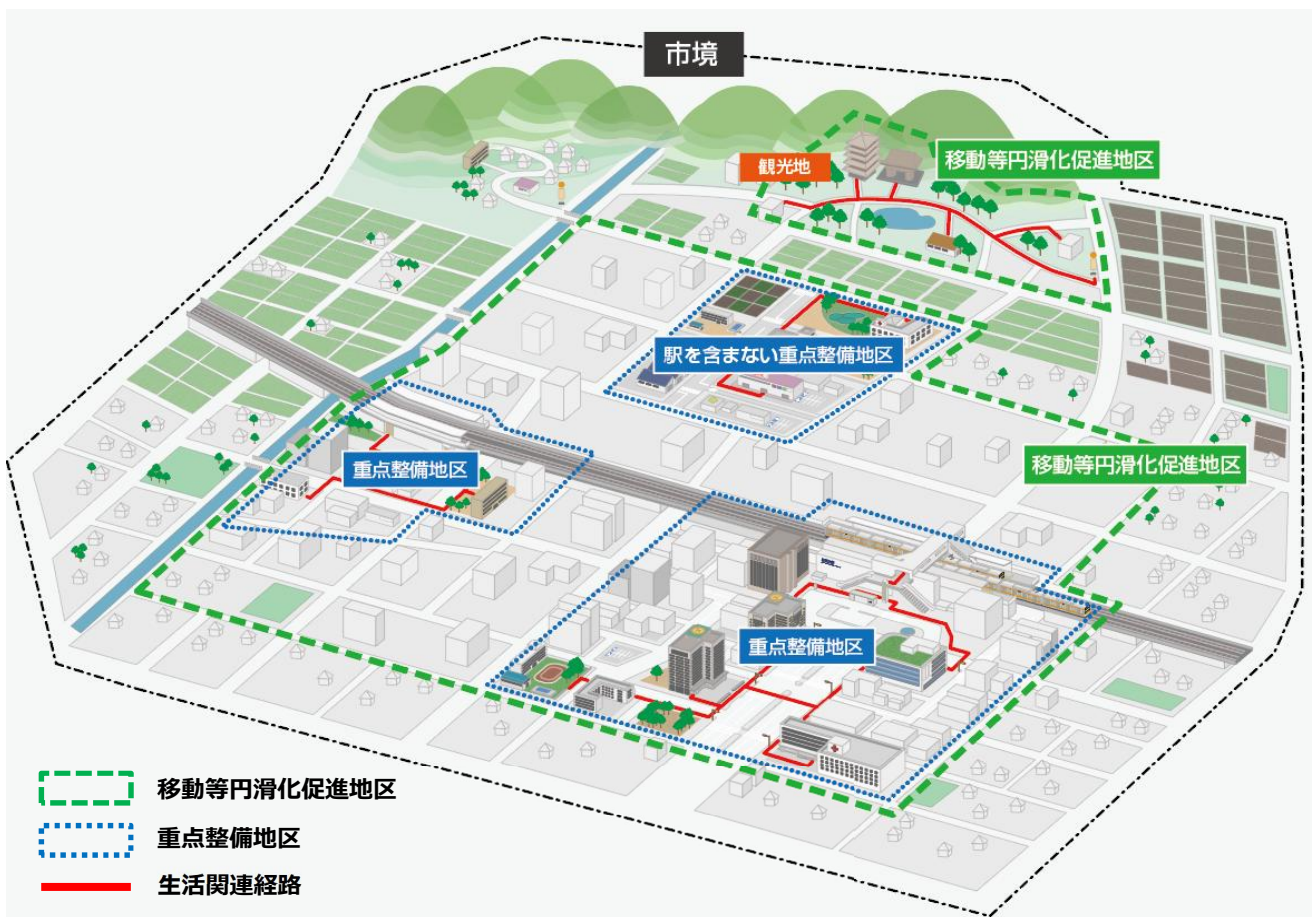 市境
観光地
移動等円滑化促進地区
駅を含まない重点整備地区
重点整備地区
移動等円滑化促進地区
重点整備地区
移動等円滑化促進地区
重点整備地区
生活関連経路